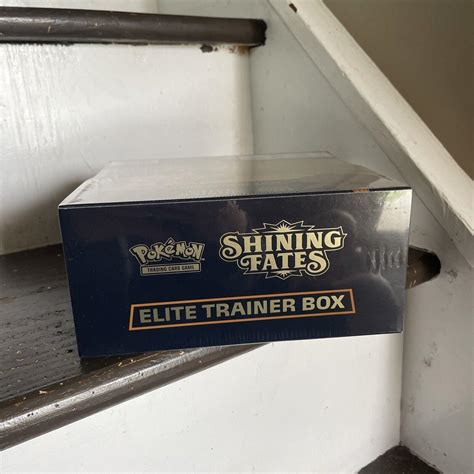 Pokémon
TRADING CARD GAME
SHINING
FATES
ELITE TRAINER BOX